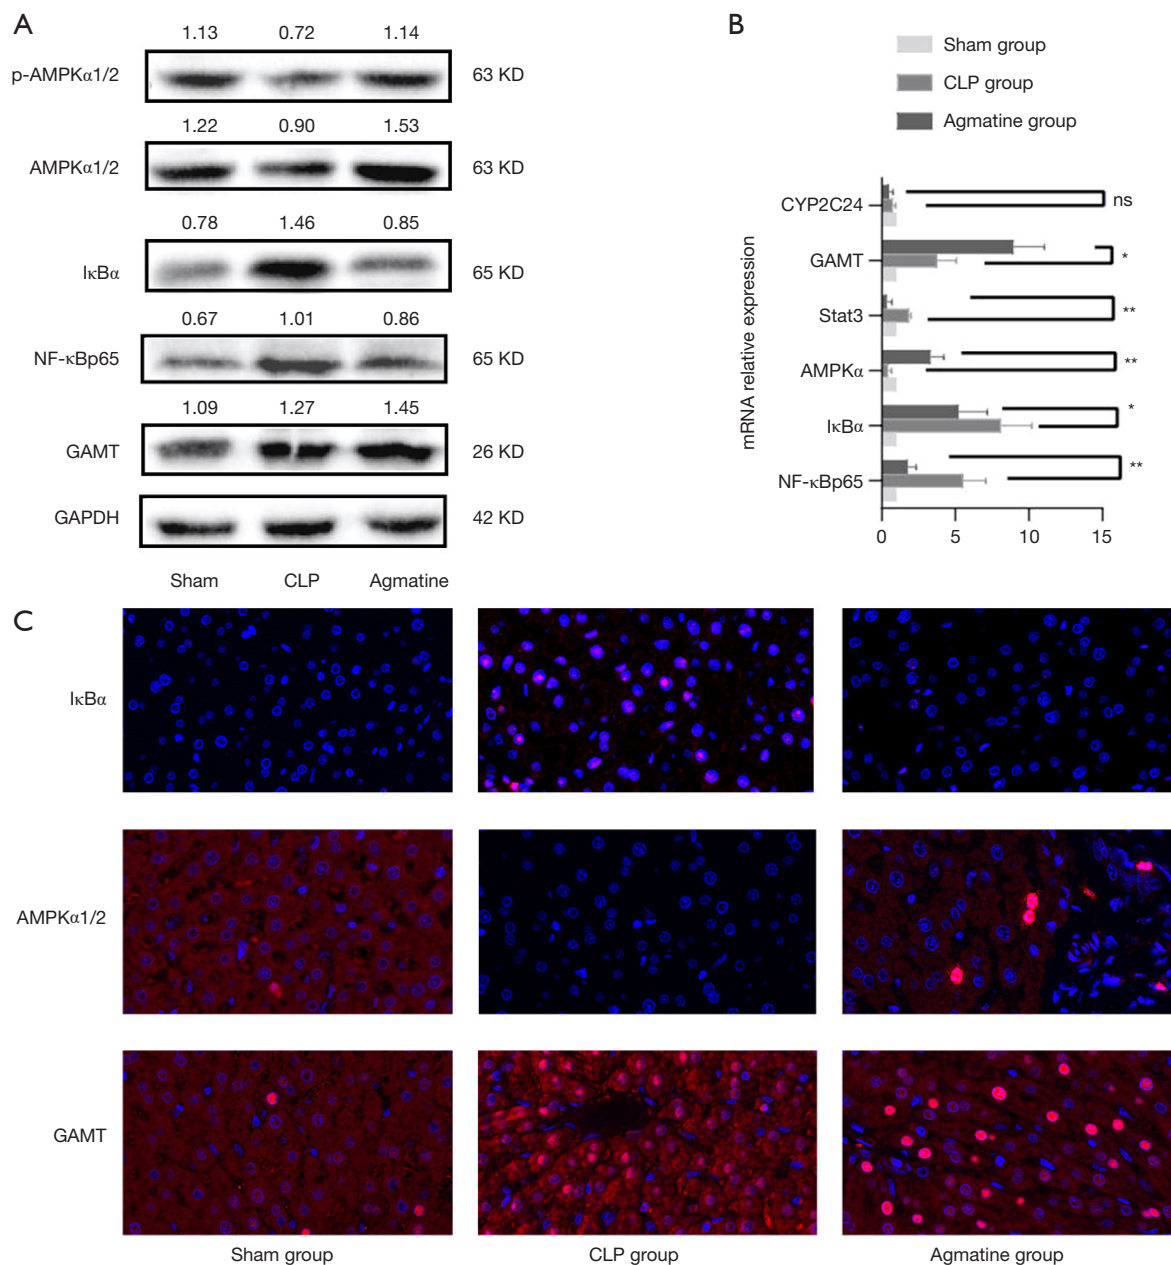 A
1.13 0.72 1.14
p-AMPKα1/2 63 KD
1.22 0.90 1.53
AMPKα1/2 63 KD
0.78 1.46 0.85
IκBα 65 KD
0.67 1.01 0.86
NF-κBp65 65 KD
1.09 1.27 1.45
GAMT 26 KD
GAPDH 42 KD
Sham CLP Agmatine
B
Sham group
CLP group
Agmatine group
mRNA relative expression
CYP2C24 ns
GAMT *
Stat3 **
AMPKα **
IκBα *
NF-κBp65 **
0 5 10 15
C
IκBα
AMPKα1/2
GAMT
Sham group CLP group Agmatine group